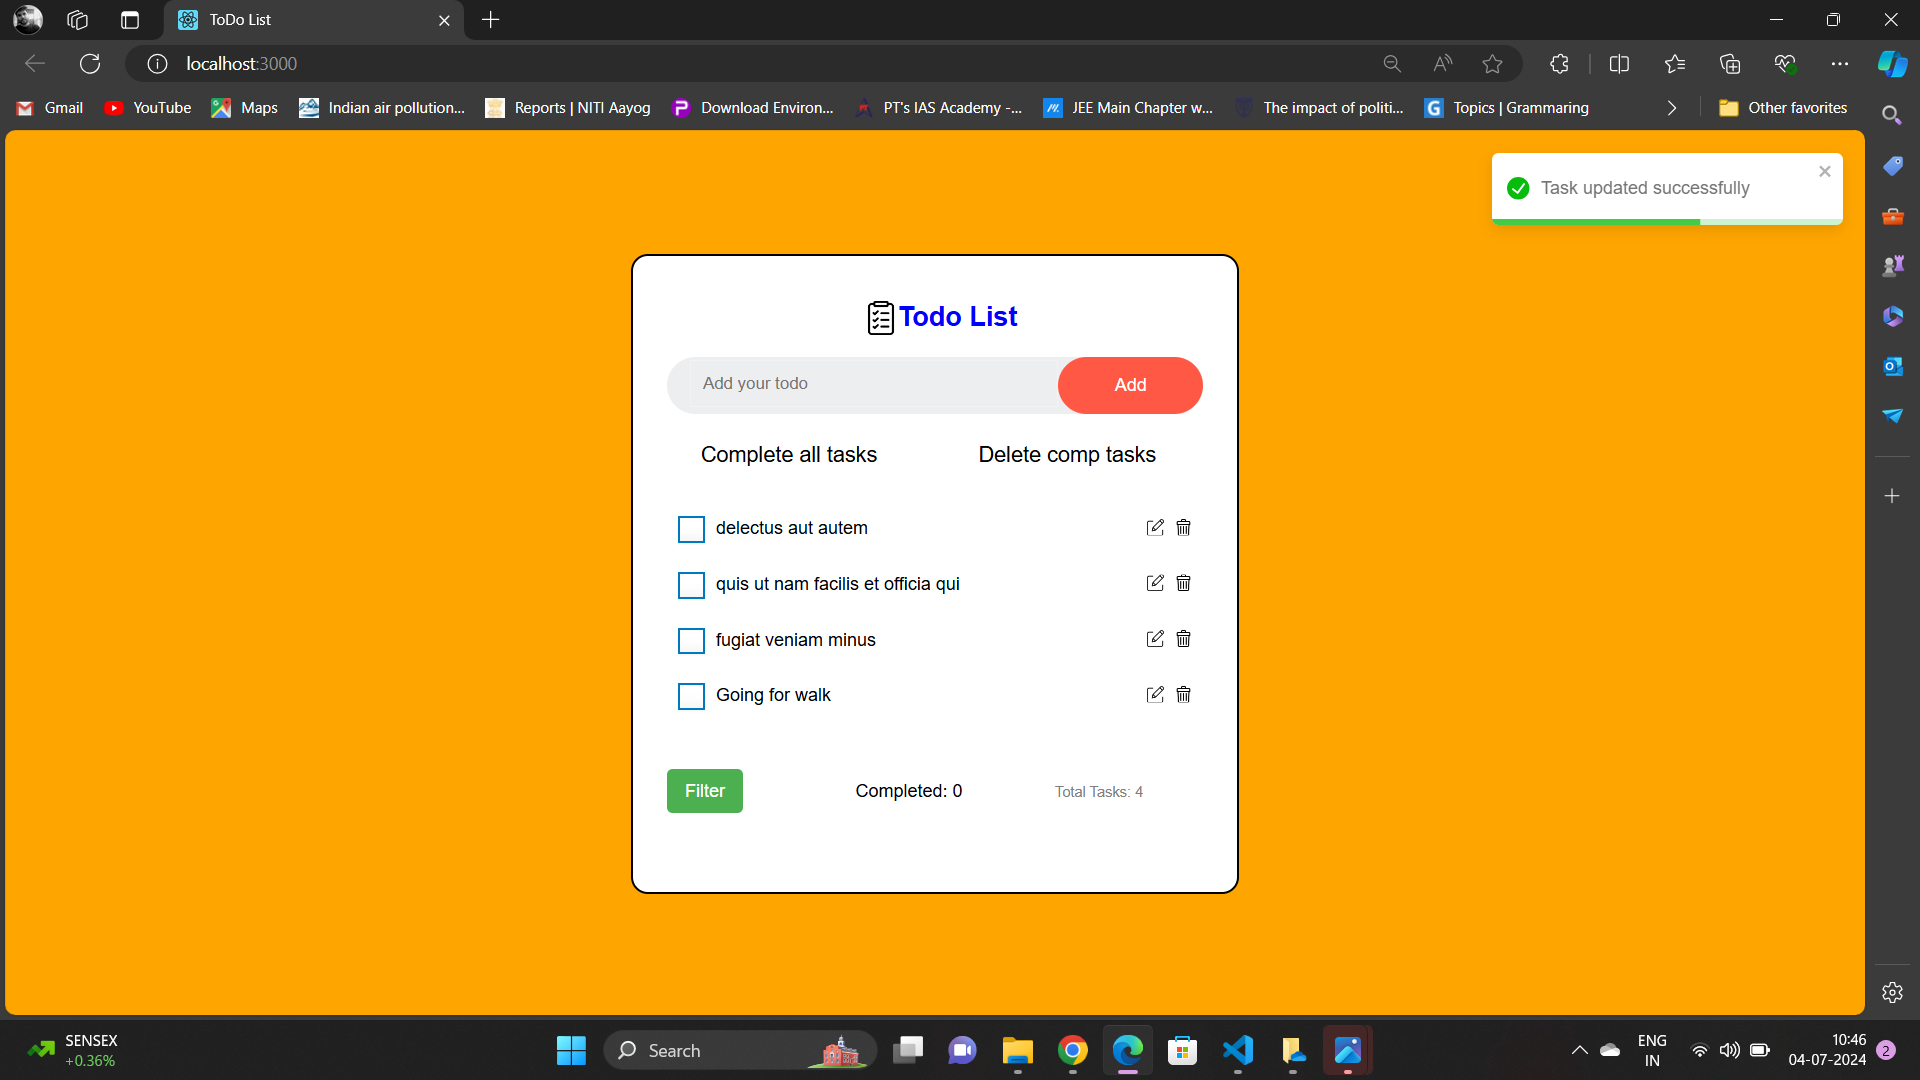 ToDo List
localhost:3000
Gmail
YouTube
Maps
Indian air pollution...
Reports | NITI Aayog
Download Environ...
PT's IAS Academy -...
JEE Main Chapter w...
The impact of politi...
Topics | Grammaring
Other favorites
Task updated successfully
Todo List
Add your todo
Add
Complete all tasks
Delete comp tasks
delectus aut autem
quis ut nam facilis et officia qui
fugiat veniam minus
Going for walk
Filter
Completed: 0
Total Tasks: 4
SENSEX
+0.36%
Search
ENG
IN
10:46
04-07-2024
2